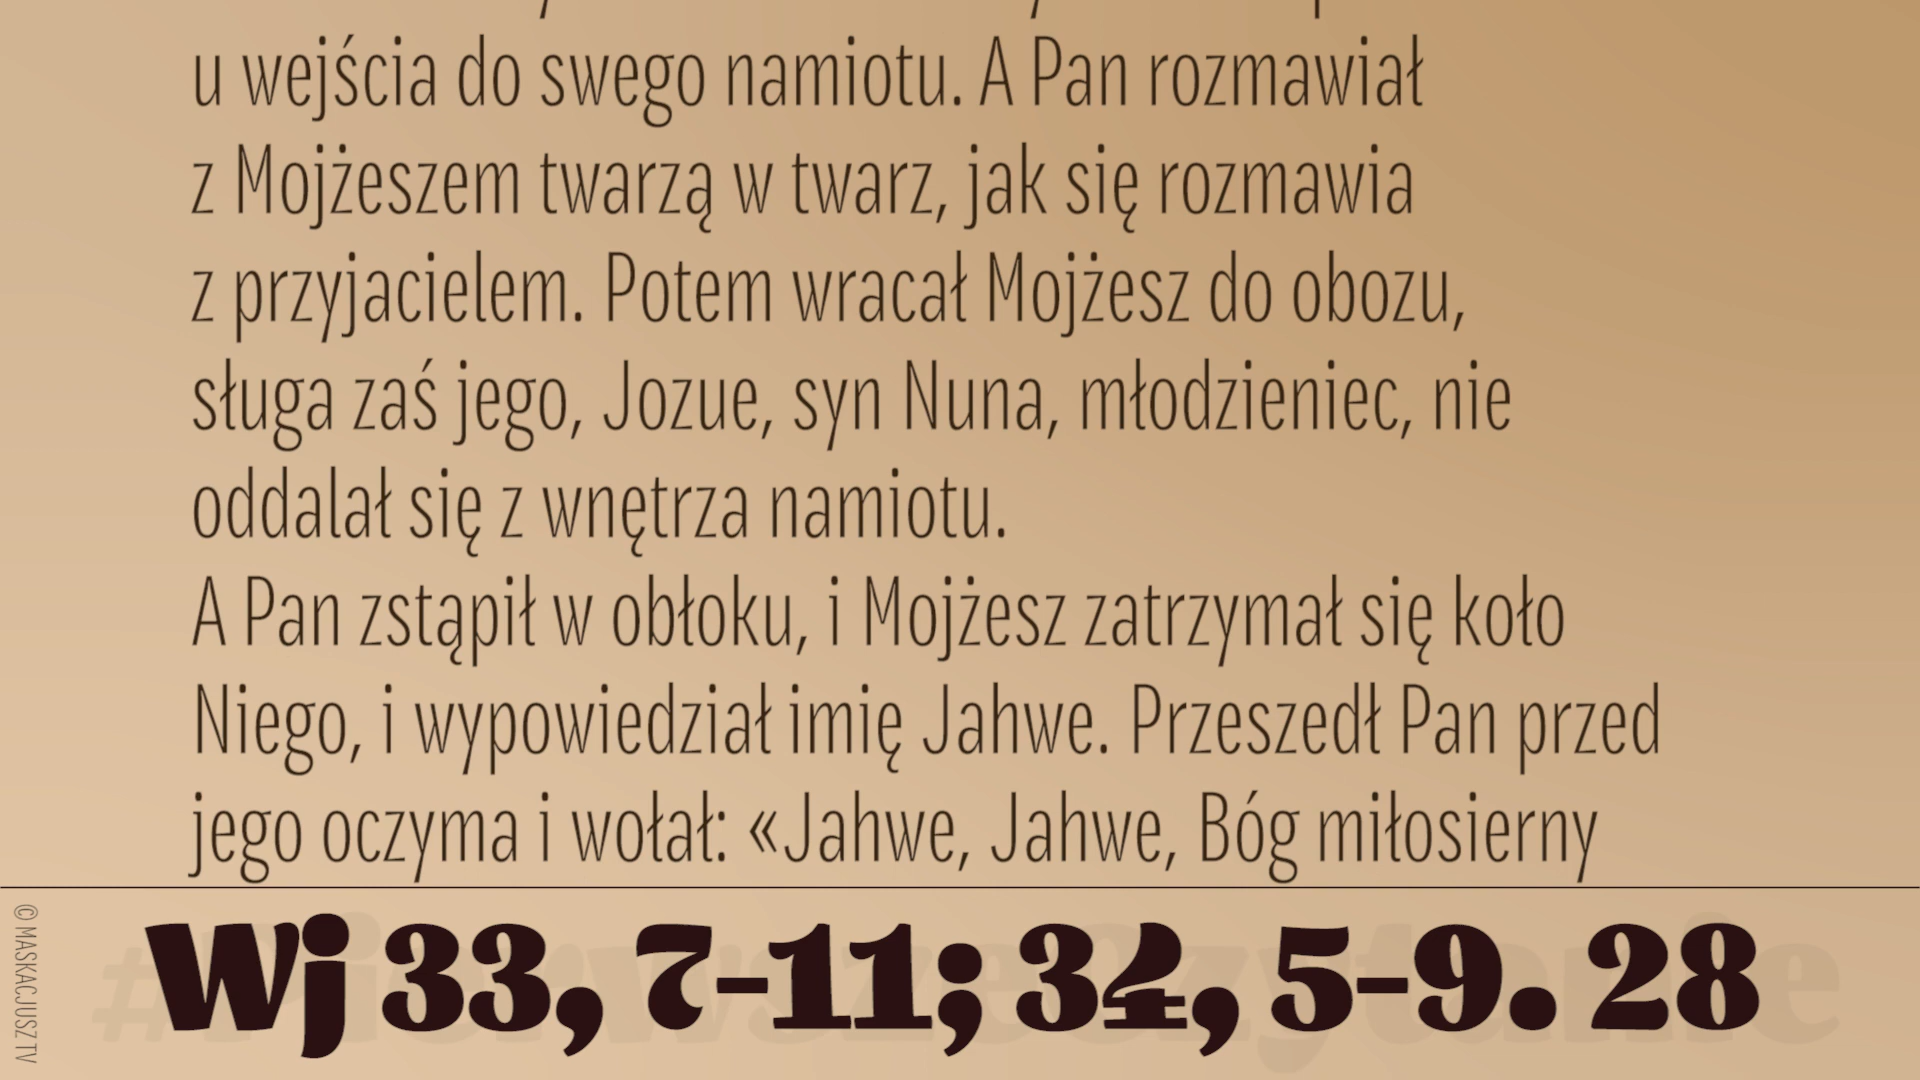 u wejścia do swego namiotu. A Pan rozmawiał
z Mojżeszem twarzą w twarz, jak się rozmawia
z przyjacielem. Potem wracał Mojżesz do obozu,
sługa zaś jego, Jozue, syn Nuna, młodzieniec, nie
oddalał się z wnętrza namiotu.
A Pan zstąpił w obłoku, i Mojżesz zatrzymał się koło
Niego, i wypowiedział imię Jahwe. Przeszedł Pan przed
jego oczyma i wołał: «Jahwe, Jahwe, Bóg miłosierny
#PierwszeCzytanie
Wj 33, 7-11; 34, 5-9. 28
© MASKACJUSZ TV